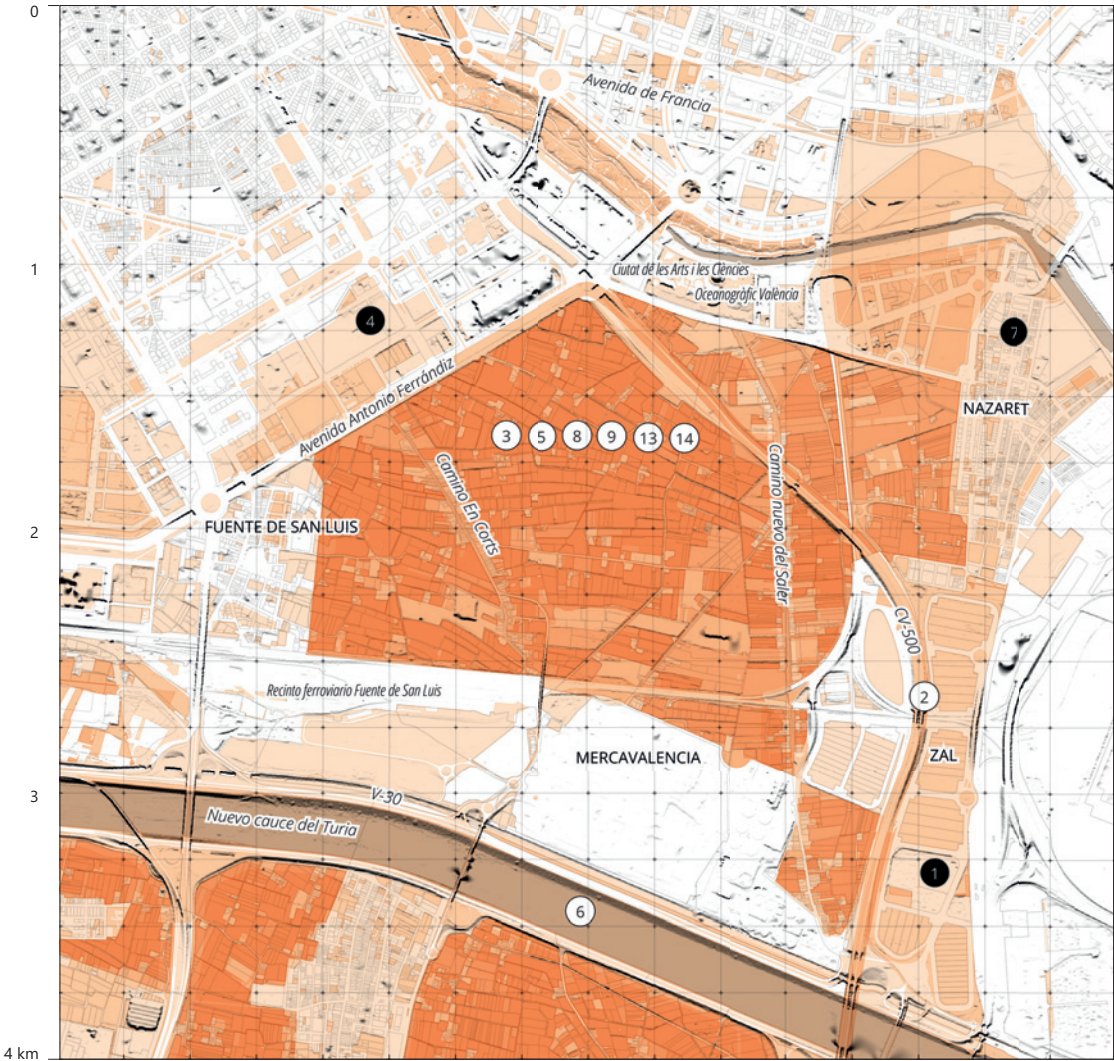 0
Avenida de Francia
1
Ciutat de les Arts i les Ciències
Oceanogràfic València
4
7
Avenida Antonio Ferrándiz
NAZARET
3 5 8 9 13 14
Camino En Corts
Camino nuevo del Saler
2
FUENTE DE SAN LUIS
CV-500
Recinto ferroviario Fuente de San Luis
2
MERCAVALENCIA
ZAL
3
V-30
Nuevo cauce del Turia
1
6
4 km